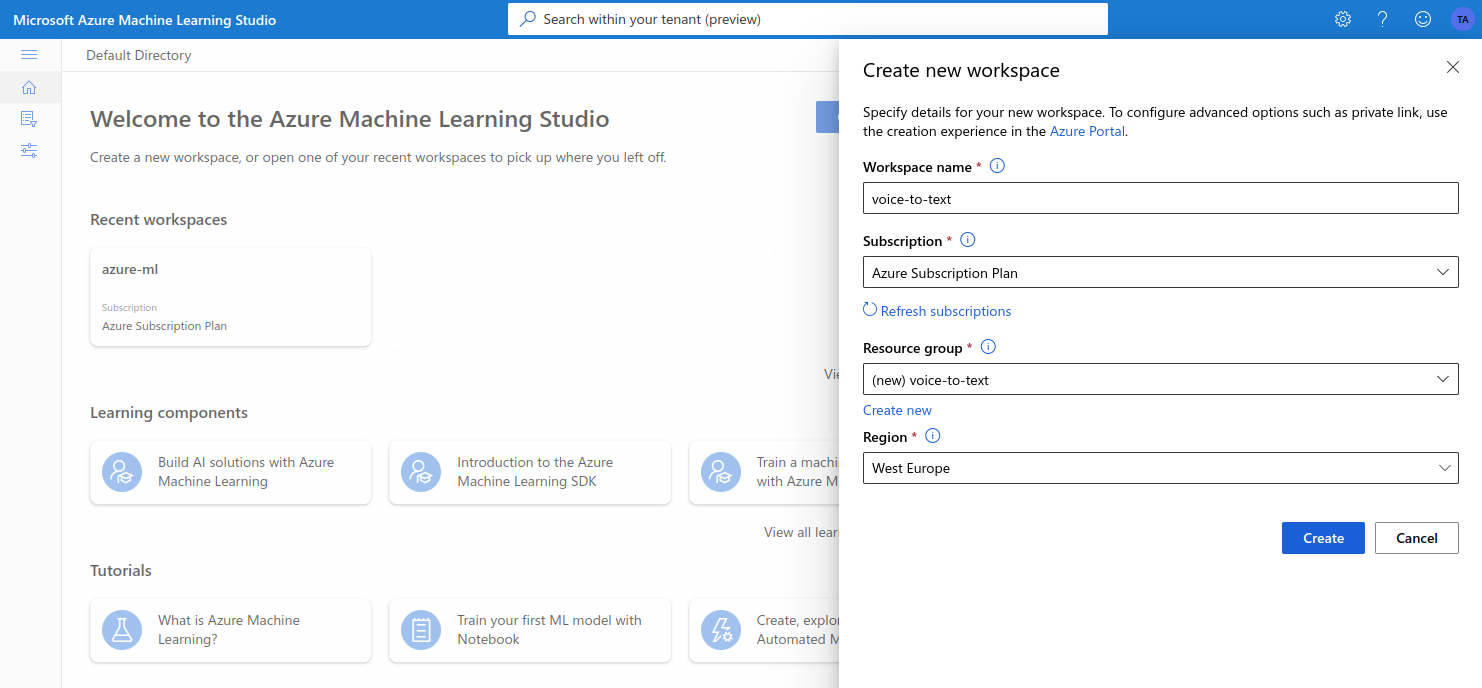 Microsoft Azure Machine Learning Studio
Search within your tenant (preview)
TA
Default Directory
Welcome to the Azure Machine Learning Studio
Create a new workspace, or open one of your recent workspaces to pick up where you left off.
Recent workspaces
azure-ml
Subscription
Azure Subscription Plan
Learning components
Build AI solutions with Azure
Machine Learning
Introduction to the Azure
Machine Learning SDK
Train a
with Azure
View all
Tutorials
What is Azure Machine
Learning?
Train your first ML model with
Notebook
Create,
Automated
Create new workspace
Specify details for your new workspace. To configure advanced options such as private link, use
the creation experience in the Azure Portal.
Workspace name *
voice-to-text
Subscription *
Azure Subscription Plan
Refresh subscriptions
Resource group *
(new) voice-to-text
Create new
Region *
West Europe
Create
Cancel